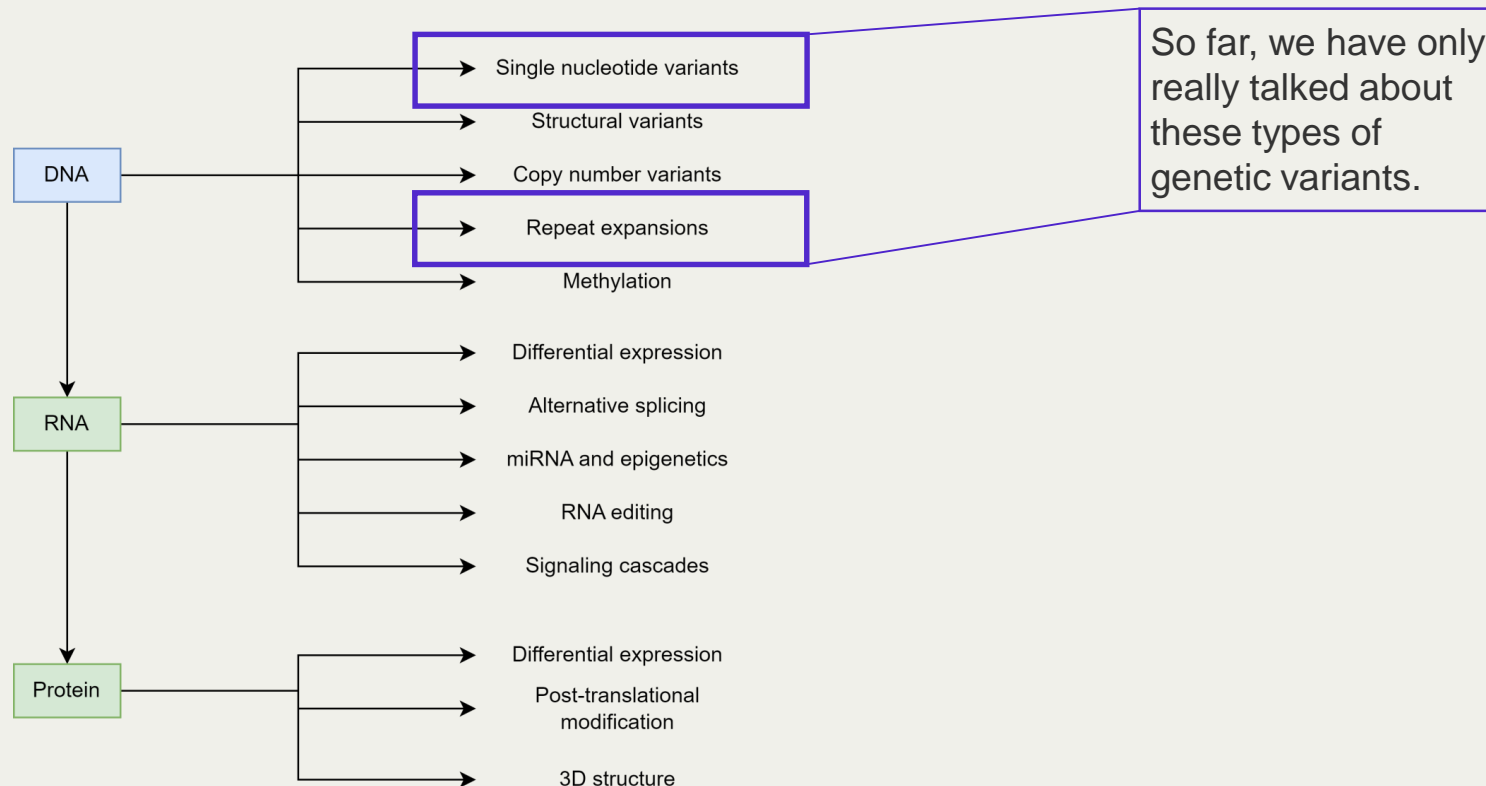 So far, we have only
really talked about
these types of
genetic variants.
DNA
Single nucleotide variants
Structural variants
Copy number variants
Repeat expansions
Methylation
RNA
Differential expression
Alternative splicing
miRNA and epigenetics
RNA editing
Signaling cascades
Protein
Differential expression
Post-translational
modification
3D structure